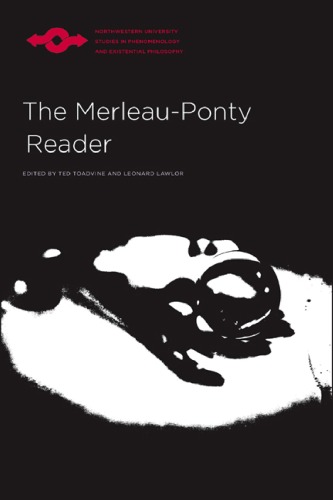 NORTHWESTERN UNIVERSITY
STUDIES IN PHENOMENOLOGY
AND EXISTENTIAL PHILOSOPHY
The Merleau-Ponty
Reader
EDITED BY TED TOADVINE AND LEONARD LAWLOR